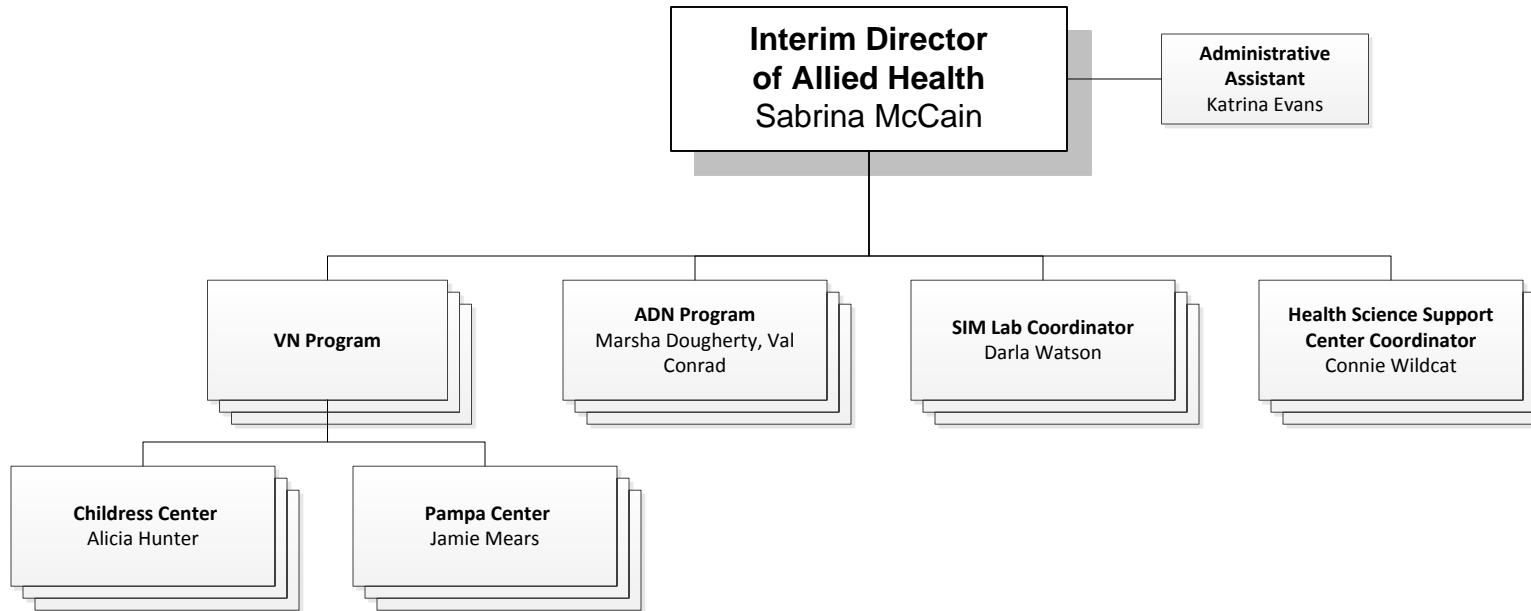 Interim Director
of Allied Health
Sabrina McCain
Administrative
Assistant
Katrina Evans
VN Program
ADN Program
Marsha Dougherty, Val
Conrad
SIM Lab Coordinator
Darla Watson
Health Science Support
Center Coordinator
Connie Wildcat
Childress Center
Alicia Hunter
Pampa Center
Jamie Mears